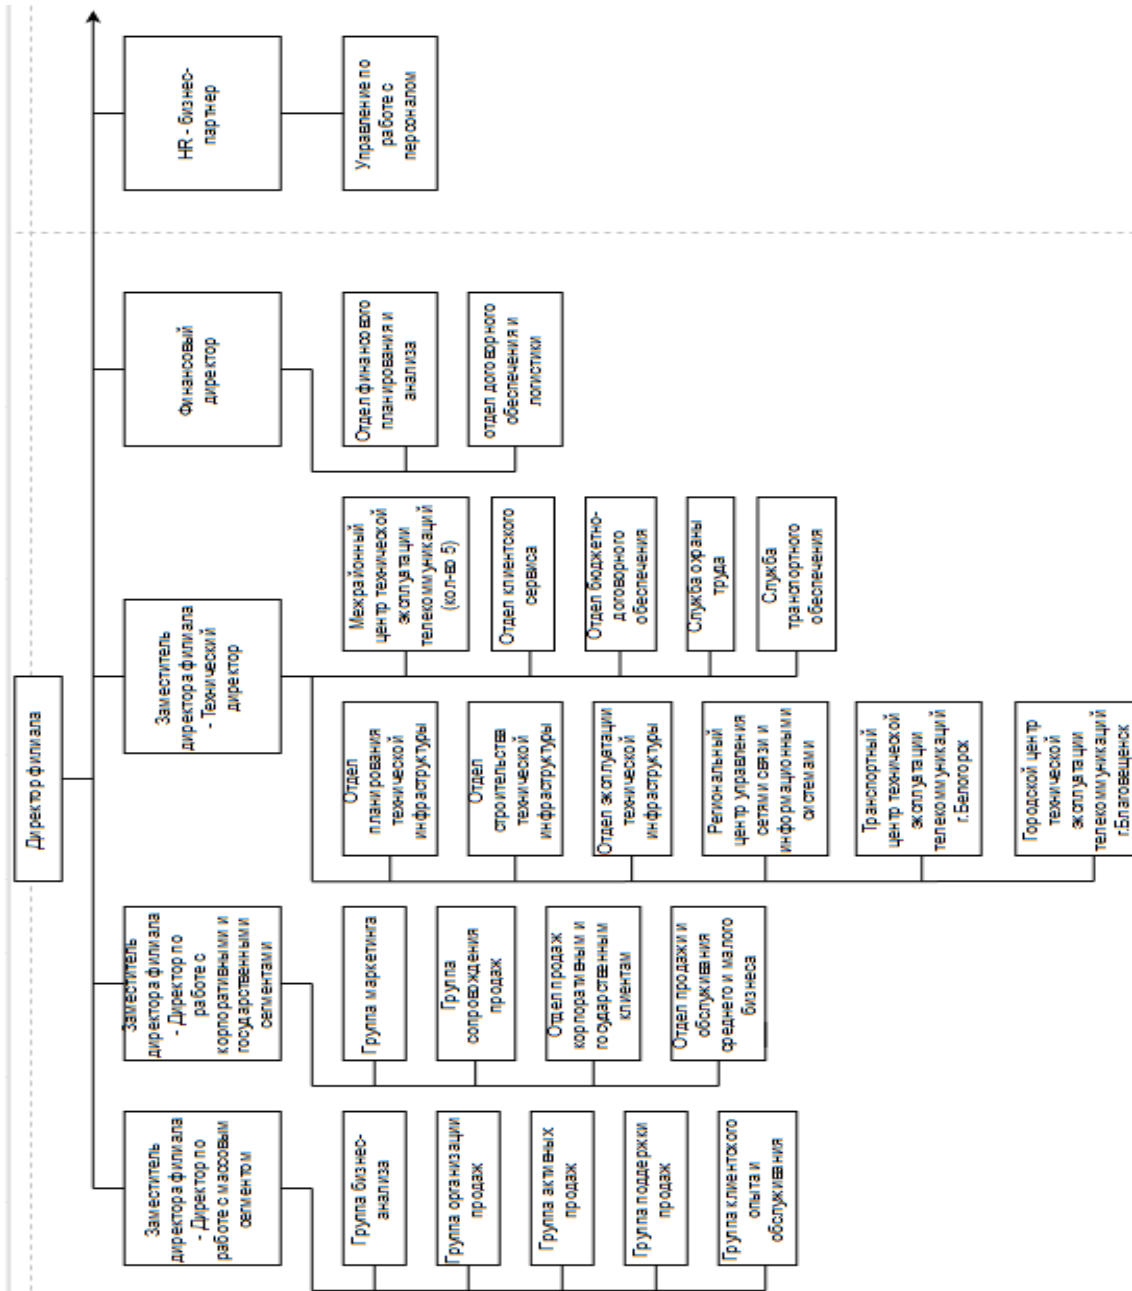 Директор филиала
Заместитель
директора филиала
- Директор по
работе с массовым
сегментом
Группа бизнес-
анализа
Группа организации
продаж
Группа активных
продаж
Группа поддержки
продаж
Группа клиентского
опыта и
обслуживания
Заместитель
директора филиала
- Директор по
работе с
корпоративными и
государственными
сегментами
Группа маркетинга
Группа
сопровождения
продаж
Отдел продаж
корпоративным и
государственным
клиентам
Отдел продажи и
обслуживания
среднего и малого
бизнеса
Заместитель
директора филиала
- Технический
директор
Отдел
планирования
технической
инфраструктуры
Отдел
строительства
технической
инфраструктуры
Отдел эксплуатации
технической
инфраструктуры
Региональный
центр управления
сетями связи и
информационными
системами
Транспортный
центр технической
эксплуатации
телекоммуникаций
г.Белогорск
Городской центр
технической
эксплуатации
телекоммуникаций
г.Благовещенск
Межрайонный
центр технической
эксплуатации
телекоммуникаций
(кол-во 5)
Отдел клиентского
сервиса
Отдел бюджетно-
договорного
обеспечения
Служба охраны
труда
Служба
транспортного
обеспечения
Финансовый
директор
Отдел финансового
планирования и
анализа
отдел договорного
обеспечения и
логистики
HR - бизнес-
партнер
Управление по
работе с
персоналом